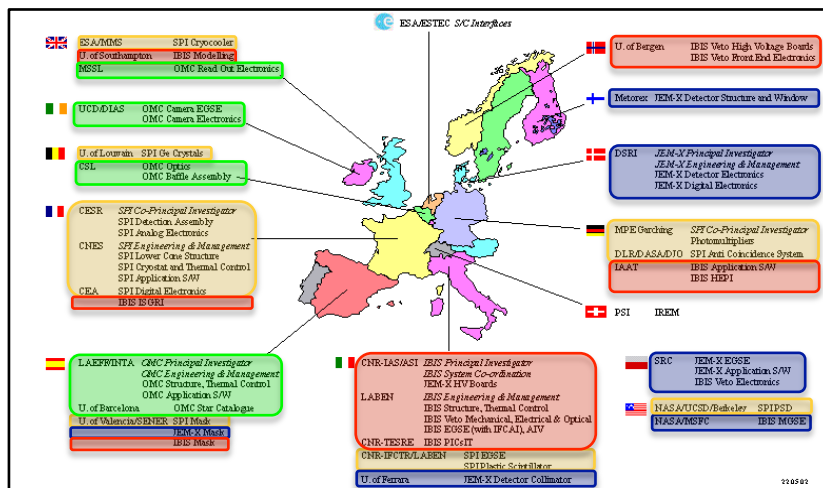 ESA/ESTEC S/C Interfaces
ESA/MMS SPI Cryocooler
U. of Southampton IBIS Modelling
MSSL OMC Read Out Electronics
UCD/DIAS OMC Camera EGSE
OMC Camera Electronics
U. of Louvain SPI Ge Crystals
CSL OMC Optics
OMC Baffle Assembly
CESR SPI Co-Principal Investigator
SPI Detection Assembly
SPI Analog Electronics
CNES SPI Engineering & Management
SPI Lower Cone Structure
SPI Cryostat and Thermal Control
SPI Application S/W
CEA SPI Digital Electronics
IBIS ISGRI
LAEFF/INTA OMC Principal Investigator
OMC Engineering & Management
OMC Structure, Thermal Control
OMC Application S/W
U. of Barcelona OMC Star Catalogue
U. of Valencia/SENER SPI Mask
JEM-X Mask
IBIS Mask
CNR-IAS/ASI IBIS Principal Investigator
IBIS System Co-ordination
JEM-X HV Boards
LABEN IBIS Engineering & Management
IBIS Structure, Thermal Control
IBIS Veto Mechanical, Electrical & Optical
IBIS EGSE (with IFCAI), AIV
CNR-TESRE IBIS PICsIT
CNR-IFCTR/LABEN SPI EGSE
SPI Plastic Scintillator
U. of Ferrara JEM-X Detector Collimator
U. of Bergen IBIS Veto High Voltage Boards
IBIS Veto Front End Electronics
Metorex JEM-X Detector Structure and Window
DSRI JEM-X Principal Investigator
JEM-X Engineering & Management
JEM-X Detector Electronics
JEM-X Digital Electronics
MPE Garching SPI Co-Principal Investigator
Photomultipliers
DLR/DASA/DJO SPI Anti Coincidence System
IAAT IBIS Application S/W
IBIS HEPI
PSI IREM
SRC JEM-X EGSE
JEM-X Application S/W
IBIS Veto Electronics
NASA/UCSD/Berkeley SPI PSD
NASA/MSFC IBIS MGSE
220502